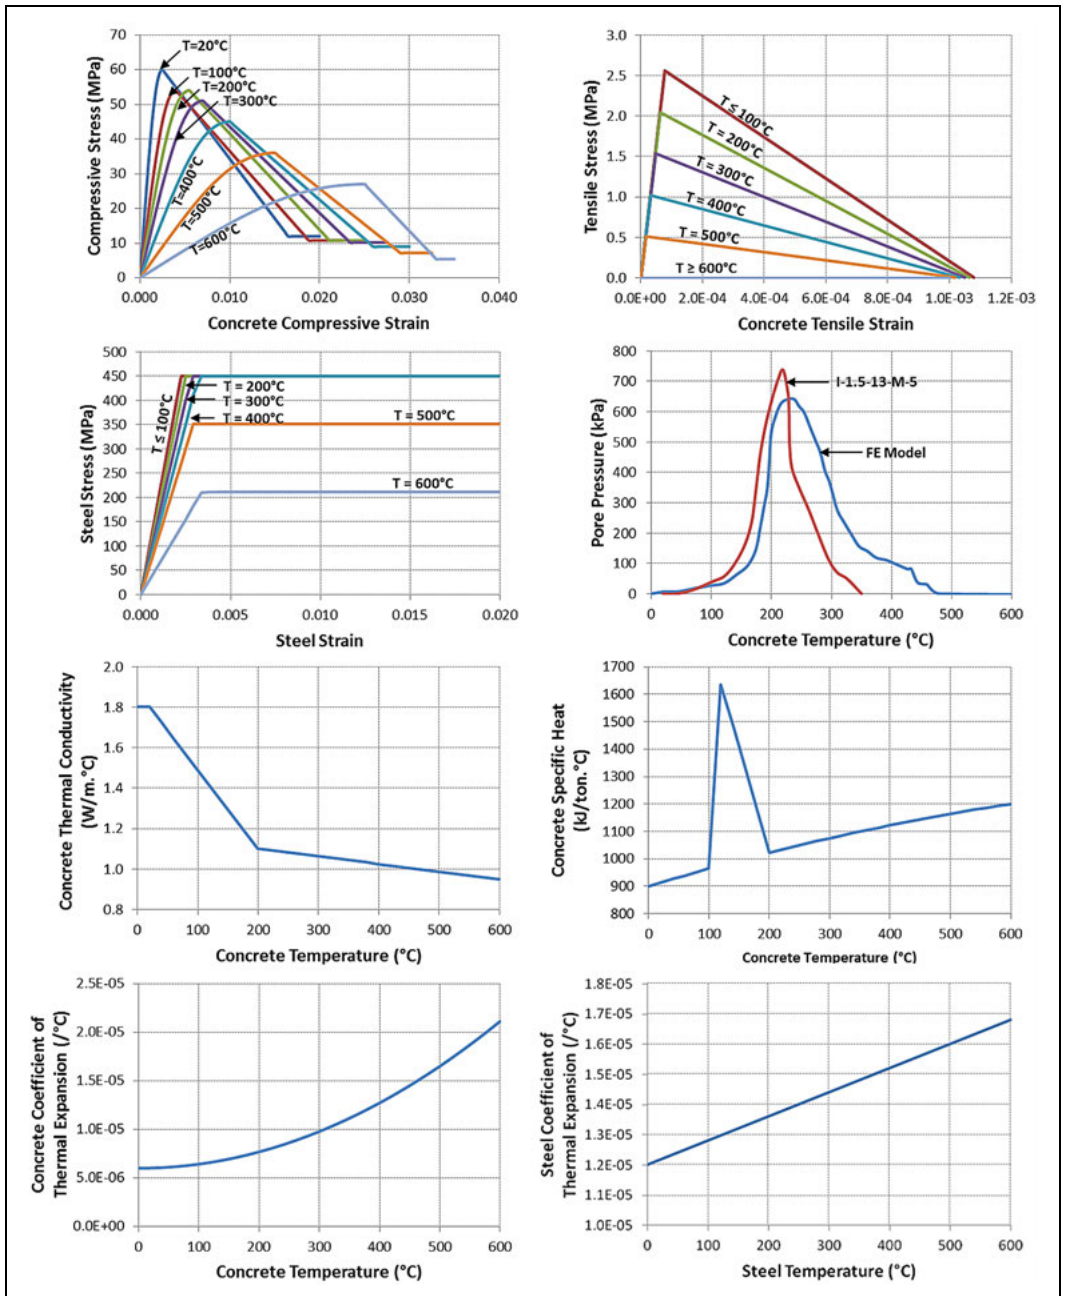 Compressive Stress (MPa)
70
60
50
40
30
20
10
0
T=20°C
T=100°C
T=200°C
T=300°C
T=400°C
T=500°C
T=600°C
0.000 0.010 0.020 0.030 0.040
Concrete Compressive Strain
Tensile Stress (MPa)
3.0
2.5
2.0
1.5
1.0
0.5
0.0
T ≤ 100°C
T = 200°C
T = 300°C
T = 400°C
T = 500°C
T ≥ 600°C
0.0E+00 2.0E-04 4.0E-04 6.0E-04 8.0E-04 1.0E-03 1.2E-03
Concrete Tensile Strain
Steel Stress (MPa)
500
450
400
350
300
250
200
150
100
50
0
T ≤ 100°C
T = 200°C
T = 300°C
T = 400°C
T = 500°C
T = 600°C
0.000 0.005 0.010 0.015 0.020
Steel Strain
Pore Pressure (kPa)
800
700
600
500
400
300
200
100
0
I-1.5-13-M-5
FE Model
0 100 200 300 400 500 600
Concrete Temperature (°C)
Concrete Thermal Conductivity
(W/m.°C)
2.0
1.8
1.6
1.4
1.2
1.0
0.8
0 100 200 300 400 500 600
Concrete Temperature (°C)
Concrete Specific Heat
(kJ/ton.°C)
1700
1600
1500
1400
1300
1200
1100
1000
900
800
0 100 200 300 400 500 600
Concrete Temperature (°C)
Concrete Coefficient of
Thermal Expansion (/°C)
2.5E-05
2.0E-05
1.5E-05
1.0E-05
5.0E-06
0.0E+00
0 100 200 300 400 500 600
Concrete Temperature (°C)
Steel Coefficient of
Thermal Expansion (/°C)
1.8E-05
1.7E-05
1.6E-05
1.5E-05
1.4E-05
1.3E-05
1.2E-05
1.1E-05
1.0E-05
0 100 200 300 400 500 600
Steel Temperature (°C)